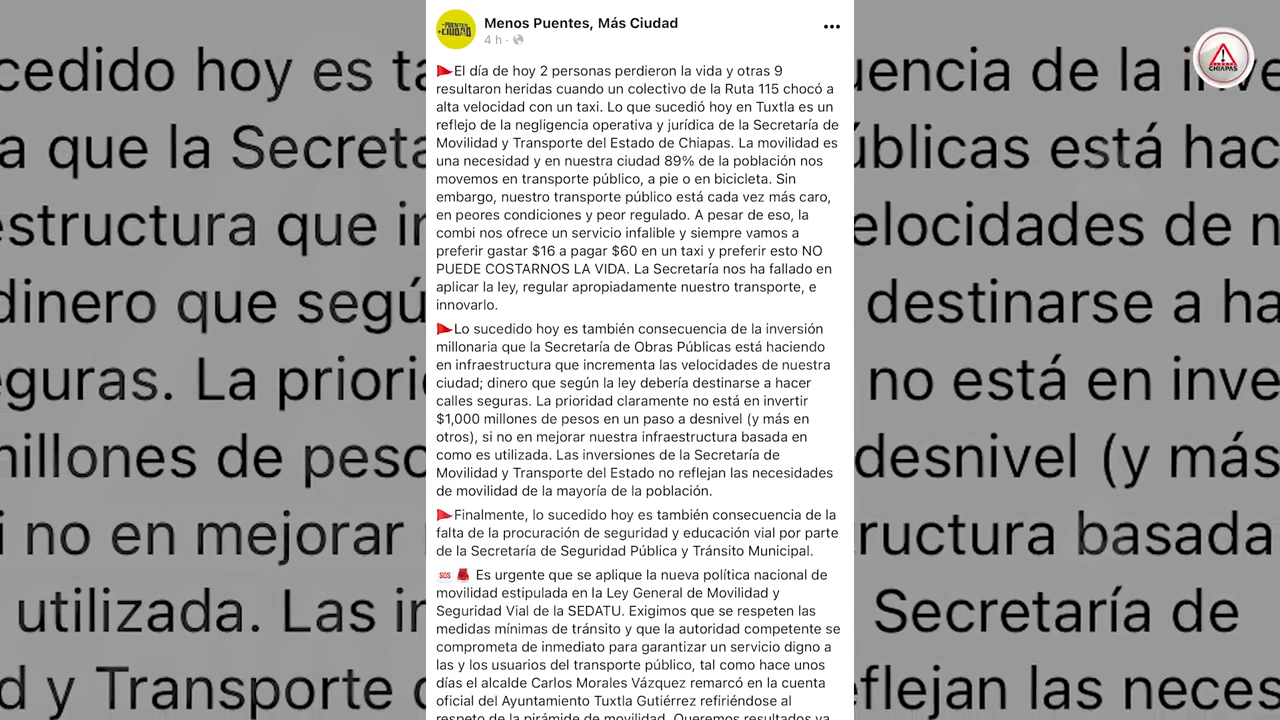 Menos Puentes, Más Ciudad
4 h ·
El día de hoy 2 personas perdieron la vida y otras 9
resultaron heridas cuando un colectivo de la Ruta 115 chocó a
alta velocidad con un taxi. Lo que sucedió hoy en Tuxtla es un
reflejo de la negligencia operativa y jurídica de la Secretaría de
Movilidad y Transporte del Estado de Chiapas. La movilidad es
una necesidad y en nuestra ciudad 89% de la población nos
movemos en transporte público, a pie o en bicicleta. Sin
embargo, nuestro transporte público está cada vez más caro,
en peores condiciones y peor regulado. A pesar de eso, la
combi nos ofrece un servicio infalible y siempre vamos a
preferir gastar $16 a pagar $60 en un taxi y preferir esto NO
PUEDE COSTARNOS LA VIDA. La Secretaría nos ha fallado en
aplicar la ley, regular apropiadamente nuestro transporte, e
innovarlo.
Lo sucedido hoy es también consecuencia de la inversión
millonaria que la Secretaría de Obras Públicas está haciendo
en infraestructura que incrementa las velocidades de nuestra
ciudad; dinero que según la ley debería destinarse a hacer
calles seguras. La prioridad claramente no está en invertir
$1,000 millones de pesos en un paso a desnivel (y más en
otros), si no en mejorar nuestra infraestructura basada en
como es utilizada. Las inversiones de la Secretaría de
Movilidad y Transporte del Estado no reflejan las necesidades
de movilidad de la mayoría de la población.
Finalmente, lo sucedido hoy es también consecuencia de la
falta de la procuración de seguridad y educación vial por parte
de la Secretaría de Seguridad Pública y Tránsito Municipal.
SOS Es urgente que se aplique la nueva política nacional de
movilidad estipulada en la Ley General de Movilidad y
Seguridad Vial de la SEDATU. Exigimos que se respeten las
medidas mínimas de tránsito y que la autoridad competente se
comprometa de inmediato para garantizar un servicio digno a
las y los usuarios del transporte público, tal como hace unos
días el alcalde Carlos Morales Vázquez remarcó en la cuenta
oficial del Ayuntamiento Tuxtla Gutiérrez refiriéndose al
respeto de la pirámide de movilidad. Queremos resultados ya
CHIAPAS